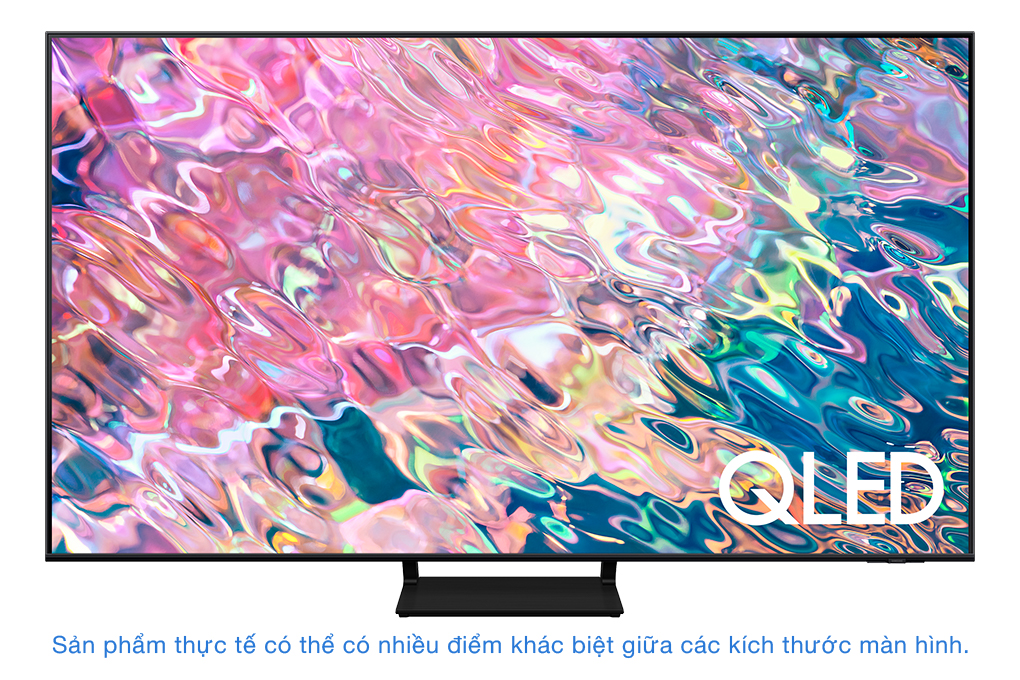 QLED
Sản phẩm thực tế có thể có nhiều điểm khác biệt giữa các kích thước màn hình.